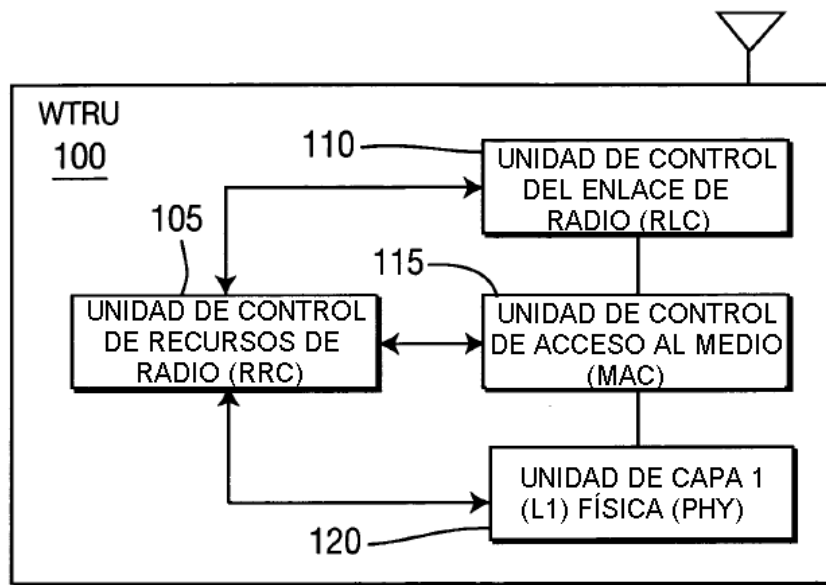 WTRU
100
110
UNIDAD DE CONTROL
DEL ENLACE DE
RADIO (RLC)
105
UNIDAD DE CONTROL
DE RECURSOS DE
RADIO (RRC)
115
UNIDAD DE CONTROL
DE ACCESO AL MEDIO
(MAC)
UNIDAD DE CAPA 1
(L1) FÍSICA (PHY)
120